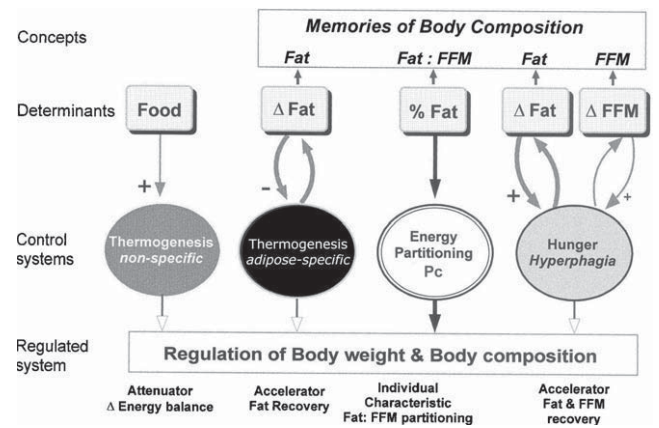 Concepts
Memories of Body Composition
Fat Fat : FFM Fat FFM
Determinants
Food Δ Fat % Fat Δ Fat Δ FFM
+ - + +
Control
systems
Thermogenesis
non-specific
Thermogenesis
adipose-specific
Energy
Partitioning
Pc
Hunger
Hyperphagia
Regulated
system
Regulation of Body weight & Body composition
Attenuator
Δ Energy balance
Accelerator
Fat Recovery
Individual
Characteristic
Fat: FFM partitioning
Accelerator
Fat & FFM
recovery